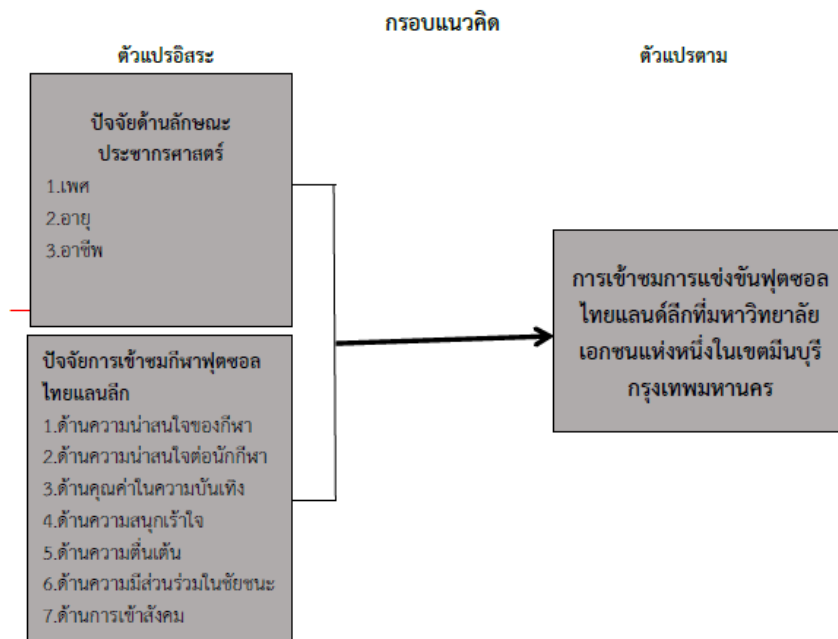 กรอบแนวคิด
ตัวแปรอิสระ
ตัวแปรตาม
ปัจจัยด้านลักษณะ
ประชากรศาสตร์
1.เพศ
2.อายุ
3.อาชีพ
ปัจจัยการเข้าชมกีฬาฟุตซอล
ไทยแลนลีก
1.ด้านความน่าสนใจของกีฬา
2.ด้านความน่าสนใจต่อนักกีฬา
3.ด้านคุณค่าในความบันเทิง
4.ด้านความสนุกเร้าใจ
5.ด้านความตื่นเต้น
6.ด้านความมีส่วนร่วมในชัยชนะ
7.ด้านการเข้าสังคม
การเข้าชมการแข่งขันฟุตซอล
ไทยแลนด์ลีกที่มหาวิทยาลัย
เอกชนแห่งหนึ่งในเขตมีนบุรี
กรุงเทพมหานคร